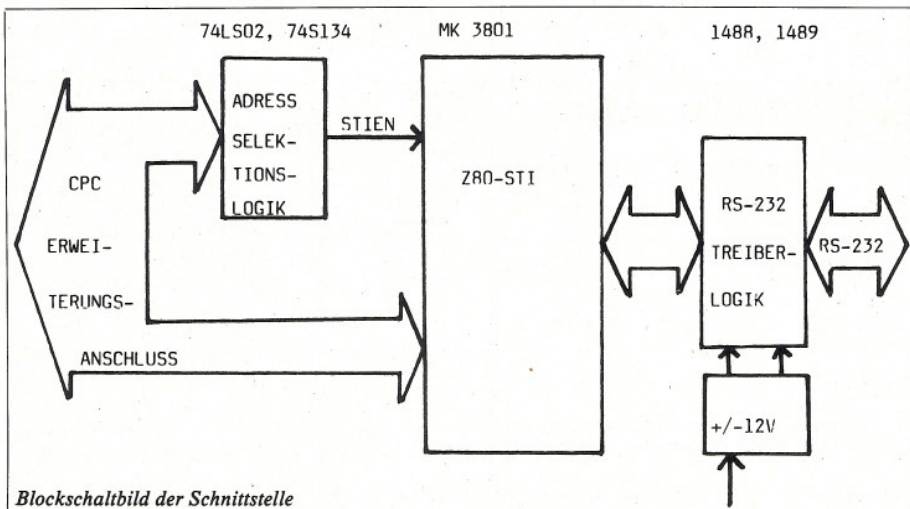 74LS02, 74S134
MK 3801
1488, 1489
ADRESS
SELEK-
TIONS-
LOGIK
STIEN
CPC
ERWEI-
TERUNGS-
ANSCHLUSS
Z80-STI
RS-232
TREIBER-
LOGIK
RS-232
+/-12V
Blockschaltbild der Schnittstelle